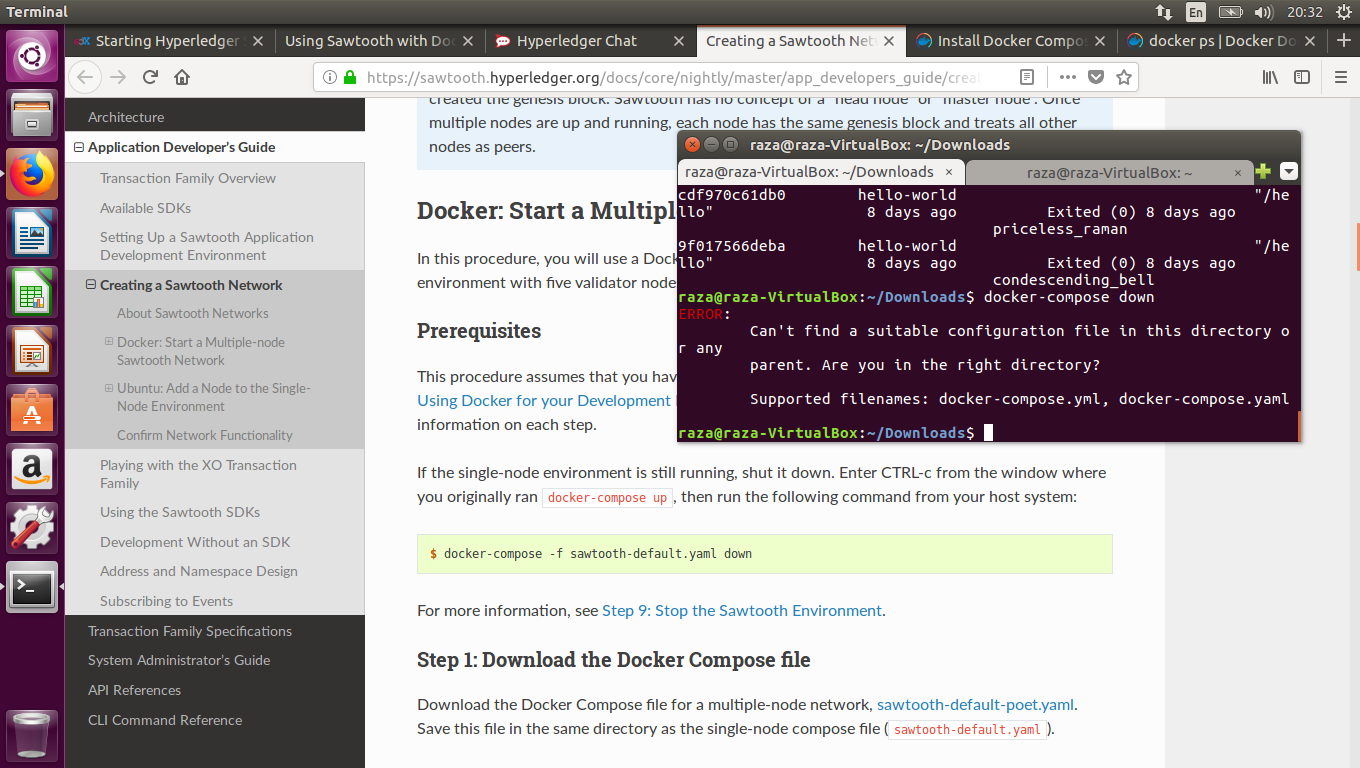 Terminal
En
20:32
Starting Hyperledger
Using Sawtooth with Doc
Hyperledger Chat
Creating a Sawtooth Net
Install Docker Compo
docker ps | Docker Do
https://sawtooth.hyperledger.org/docs/core/nightly/master/app_developers_guide/crea
Architecture
Application Developer's Guide
Transaction Family Overview
Available SDKs
Setting Up a Sawtooth Application
Development Environment
Creating a Sawtooth Network
About Sawtooth Networks
Docker: Start a Multiple-node
Sawtooth Network
Ubuntu: Add a Node to the Single-
Node Environment
Confirm Network Functionality
Playing with the XO Transaction
Family
Using the Sawtooth SDKs
Development Without an SDK
Address and Namespace Design
Subscribing to Events
Transaction Family Specifications
System Administrator's Guide
API References
CLI Command Reference
created the genesis block. Sawtooth has no concept of a "head node" or "master node". Once
multiple nodes are up and running, each node has the same genesis block and treats all other
nodes as peers.
Docker: Start a Multipl
In this procedure, you will use a Dock
environment with five validator node
Prerequisites
This procedure assumes that you hav
Using Docker for your Development
information on each step.
If the single-node environment is still running, shut it down. Enter CTRL-c from the window where
you originally ran docker-compose up, then run the following command from your host system:
$ docker-compose -f sawtooth-default.yaml down
For more information, see Step 9: Stop the Sawtooth Environment.
Step 1: Download the Docker Compose file
Download the Docker Compose file for a multiple-node network, sawtooth-default-poet.yaml.
Save this file in the same directory as the single-node compose file (sawtooth-default.yaml).
raza@raza-VirtualBox: ~/Downloads
raza@raza-VirtualBox: ~/Downloads
raza@raza-VirtualBox: ~
cdf970c61db0 hello-world "/he
llo" 8 days ago Exited (0) 8 days ago
priceless_raman
9f017566deba hello-world "/he
llo" 8 days ago Exited (0) 8 days ago
condescending_bell
raza@raza-VirtualBox:~/Downloads$ docker-compose down
ERROR:
Can't find a suitable configuration file in this directory o
r any
parent. Are you in the right directory?
Supported filenames: docker-compose.yml, docker-compose.yaml
raza@raza-VirtualBox:~/Downloads$